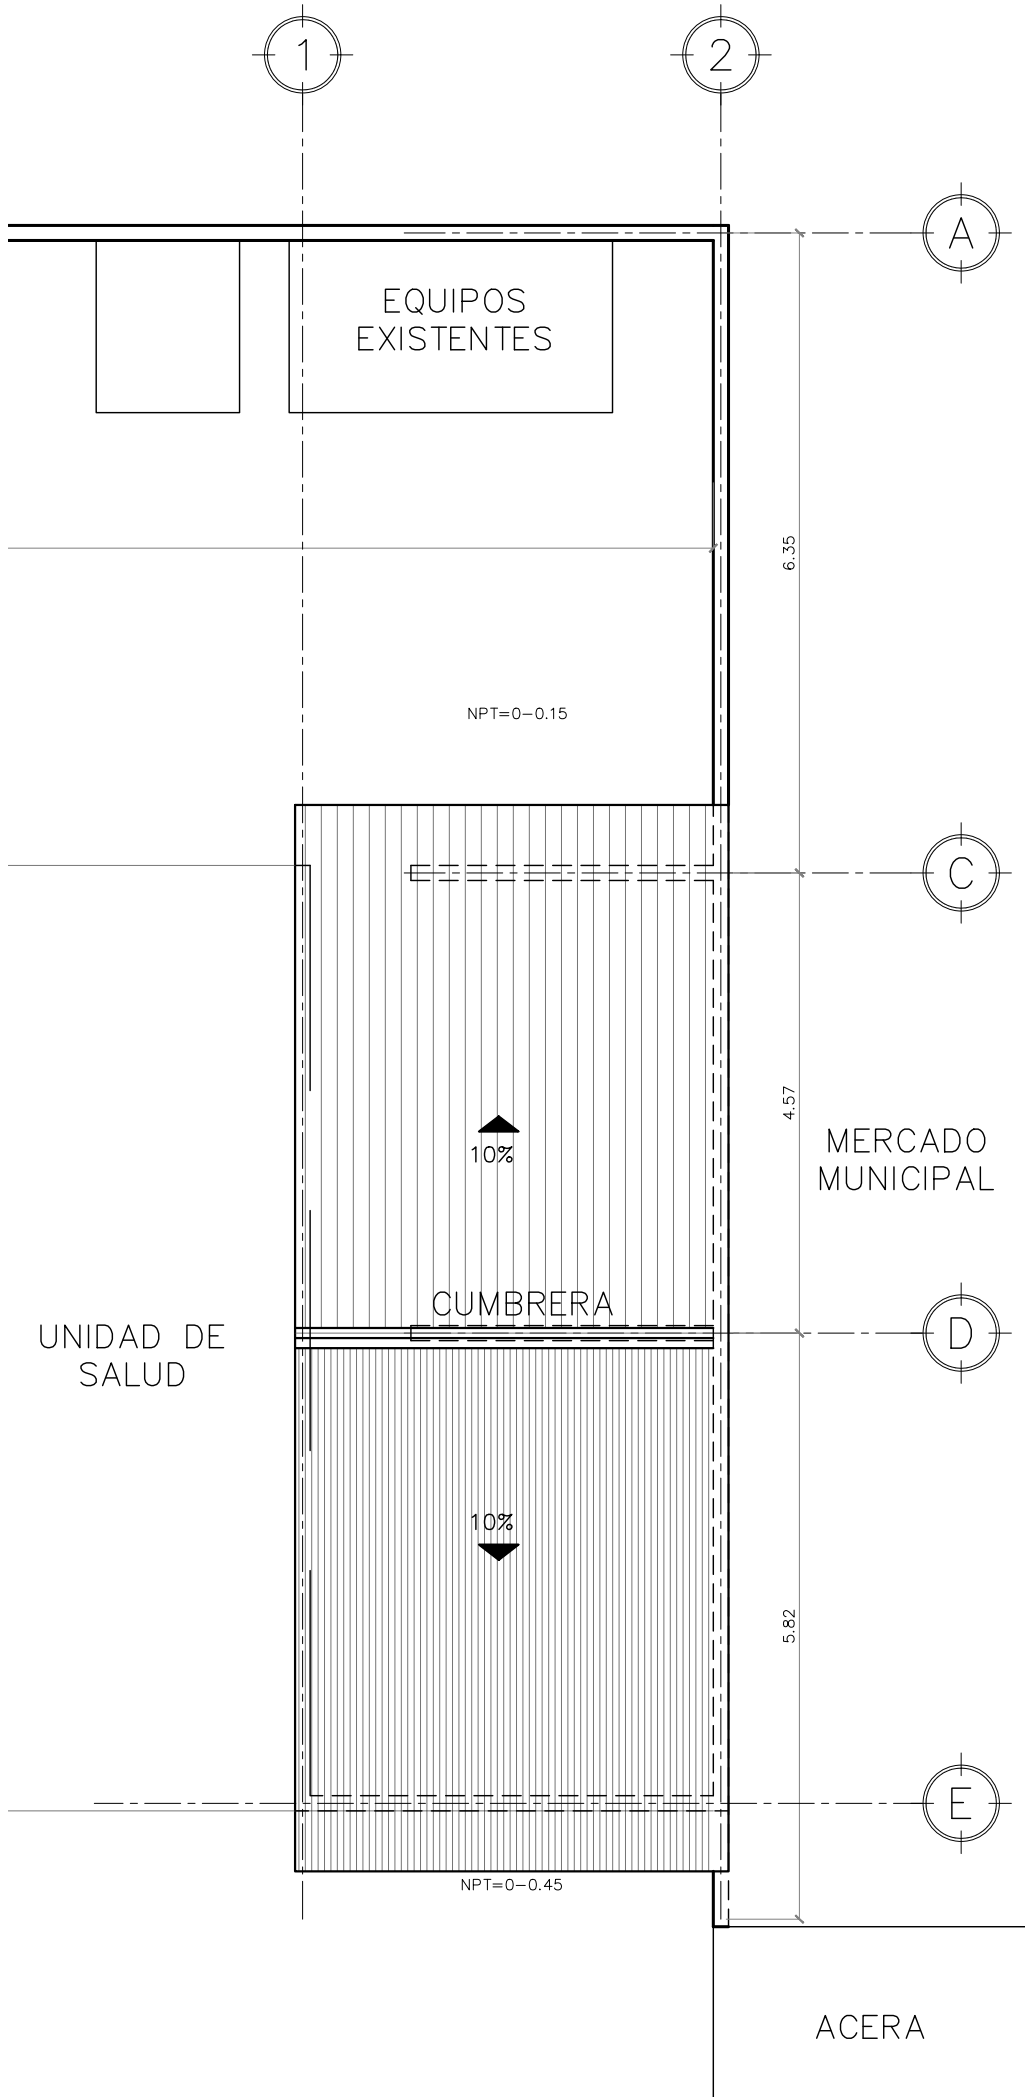 1
2
A
EQUIPOS
EXISTENTES
6.35
NPT=0-0.15
C
4.57
MERCADO
MUNICIPAL
10%
CUMBRERA
UNIDAD DE
SALUD
D
10%
5.82
E
NPT=0-0.45
ACERA